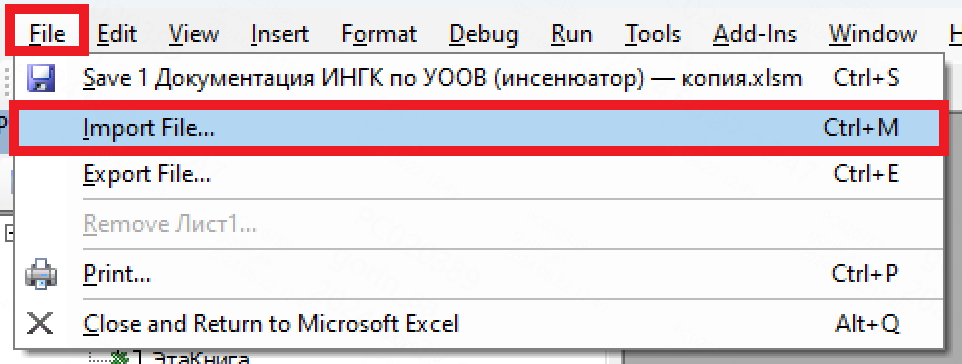 File Edit View Insert Format Debug Run Tools Add-Ins Window H
Save 1 Документация ИНГК по УООВ (инсенюатор) — копия.xlsm Ctrl+S
Import File... Ctrl+M
Export File... Ctrl+E
Remove Лист1...
Print... Ctrl+P
Close and Return to Microsoft Excel Alt+Q
ЭтаКнига